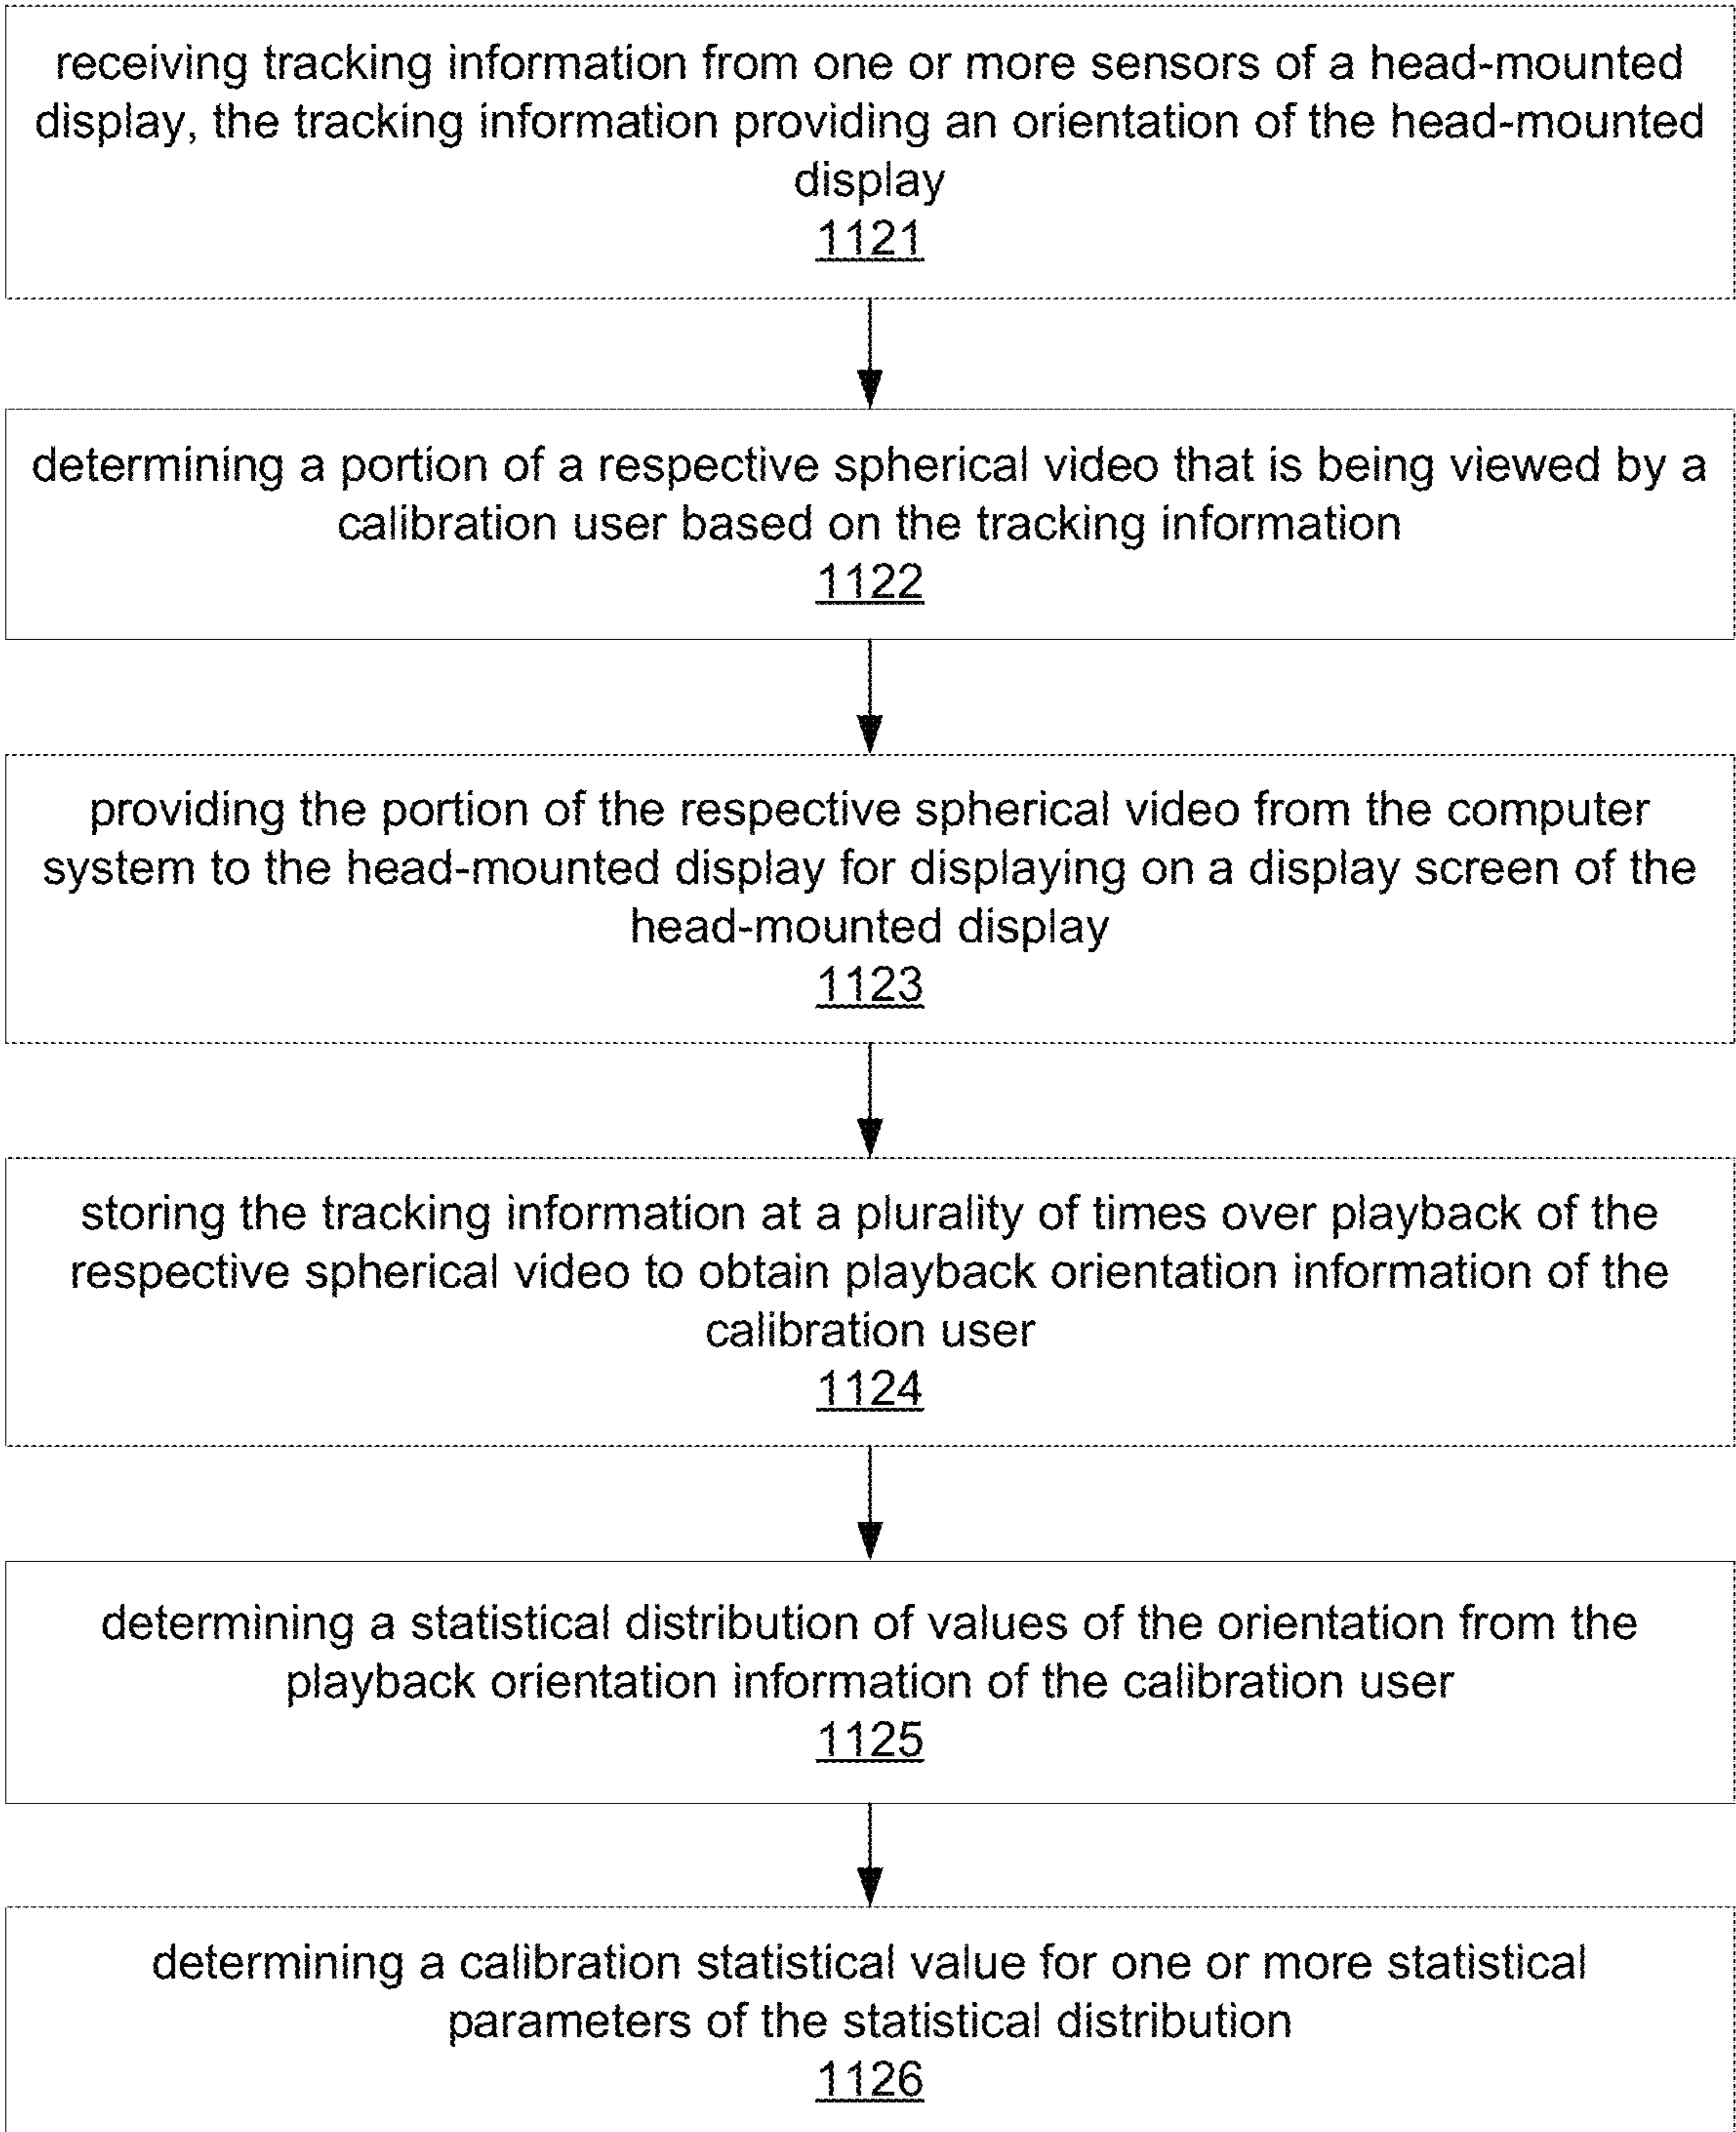 receiving tracking information from one or more sensors of a head-mounted
display, the tracking information providing an orientation of the head-mounted
display
1121
determining a portion of a respective spherical video that is being viewed by a
calibration user based on the tracking information
1122
providing the portion of the respective spherical video from the computer
system to the head-mounted display for displaying on a display screen of the
head-mounted display
1123
storing the tracking information at a plurality of times over playback of the
respective spherical video to obtain playback orientation information of the
calibration user
1124
determining a statistical distribution of values of the orientation from the
playback orientation information of the calibration user
1125
determining a calibration statistical value for one or more statistical
parameters of the statistical distribution
1126